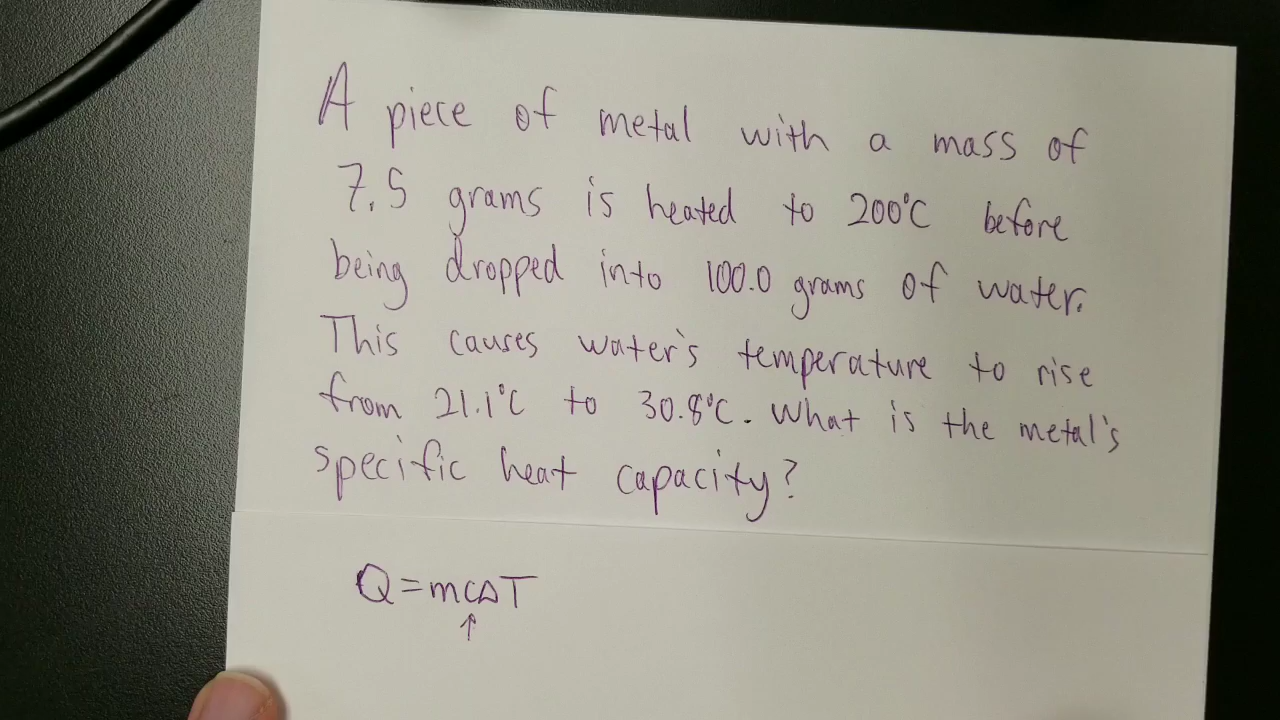 A piece of metal with a mass of
7.5 grams is heated to 200°C before
being dropped into 100.0 grams of water.
This causes water's temperature to rise
from 21.1°C to 30.8°C. What is the metal's
specific heat capacity?
Q=mcΔT
↑